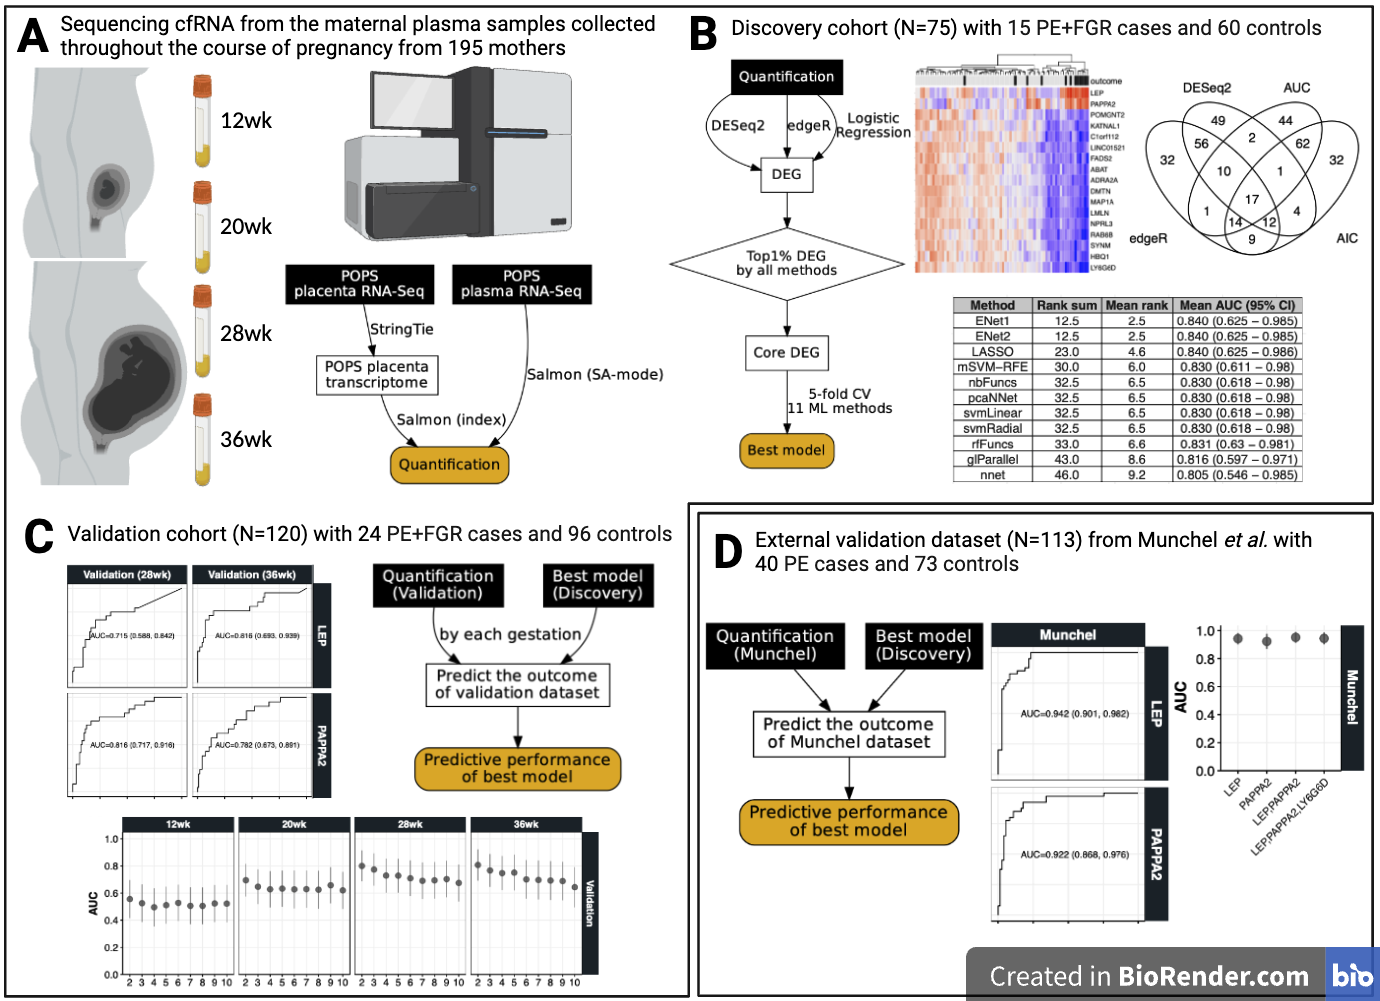 A
Sequencing cfRNA from the maternal plasma samples collected
throughout the course of pregnancy from 195 mothers
12wk
20wk
28wk
36wk
POPS
placenta RNA-Seq
POPS
plasma RNA-Seq
StringTie
POPS placenta
transcriptome
Salmon (SA-mode)
Salmon (index)
Quantification
B
Discovery cohort (N=75) with 15 PE+FGR cases and 60 controls
Quantification
DESeq2
edgeR
Logistic
Regression
DEG
Top1% DEG
by all methods
Core DEG
5-fold CV
11 ML methods
Best model
outcome
LEP
PAPPA2
POMGNT2
KATNAL1
C1orf112
LINC01521
FADS2
ABAT
ADRA2A
DMTN
MAP1A
LMLN
NPRL3
RAB6B
SYNM
HBQ1
LY6G6D
DESeq2
AUC
49
44
56
2
62
32
10
1
32
17
1
14
12
4
9
edgeR
AIC
Method Rank sum Mean rank Mean AUC (95% CI)
ENet1 12.5 2.5 0.840 (0.625 – 0.985)
ENet2 12.5 2.5 0.840 (0.625 – 0.985)
LASSO 23.0 4.6 0.840 (0.625 – 0.986)
mSVM–RFE 30.0 6.0 0.830 (0.611 – 0.98)
nbFuncs 32.5 6.5 0.830 (0.618 – 0.98)
pcaNNet 32.5 6.5 0.830 (0.618 – 0.98)
svmLinear 32.5 6.5 0.830 (0.618 – 0.98)
svmRadial 32.5 6.5 0.830 (0.618 – 0.98)
rfFuncs 33.0 6.6 0.831 (0.63 – 0.981)
glParallel 43.0 8.6 0.816 (0.597 – 0.971)
nnet 46.0 9.2 0.805 (0.546 – 0.985)
C
Validation cohort (N=120) with 24 PE+FGR cases and 96 controls
Validation (28wk)
Validation (36wk)
AUC=0.715 (0.588, 0.842)
AUC=0.816 (0.693, 0.939)
LEP
AUC=0.816 (0.717, 0.916)
AUC=0.782 (0.673, 0.891)
PAPPA2
Quantification
(Validation)
Best model
(Discovery)
by each gestation
Predict the outcome
of validation dataset
Predictive performance
of best model
12wk
20wk
28wk
36wk
AUC
1.0
0.8
0.6
0.4
0.2
0.0
2 3 4 5 6 7 8 9 10
2 3 4 5 6 7 8 9 10
2 3 4 5 6 7 8 9 10
2 3 4 5 6 7 8 9 10
Validation
D
External validation dataset (N=113) from Munchel et al. with
40 PE cases and 73 controls
Quantification
(Munchel)
Best model
(Discovery)
Predict the outcome
of Munchel dataset
Predictive performance
of best model
Munchel
AUC=0.942 (0.901, 0.982)
LEP
AUC=0.922 (0.868, 0.976)
PAPPA2
AUC
1.0
0.8
0.6
0.4
0.2
0.0
LEP
PAPPA2
LEP,PAPPA2
LEP,PAPPA2,LY6G6D
Munchel
Created in BioRender.com
bio